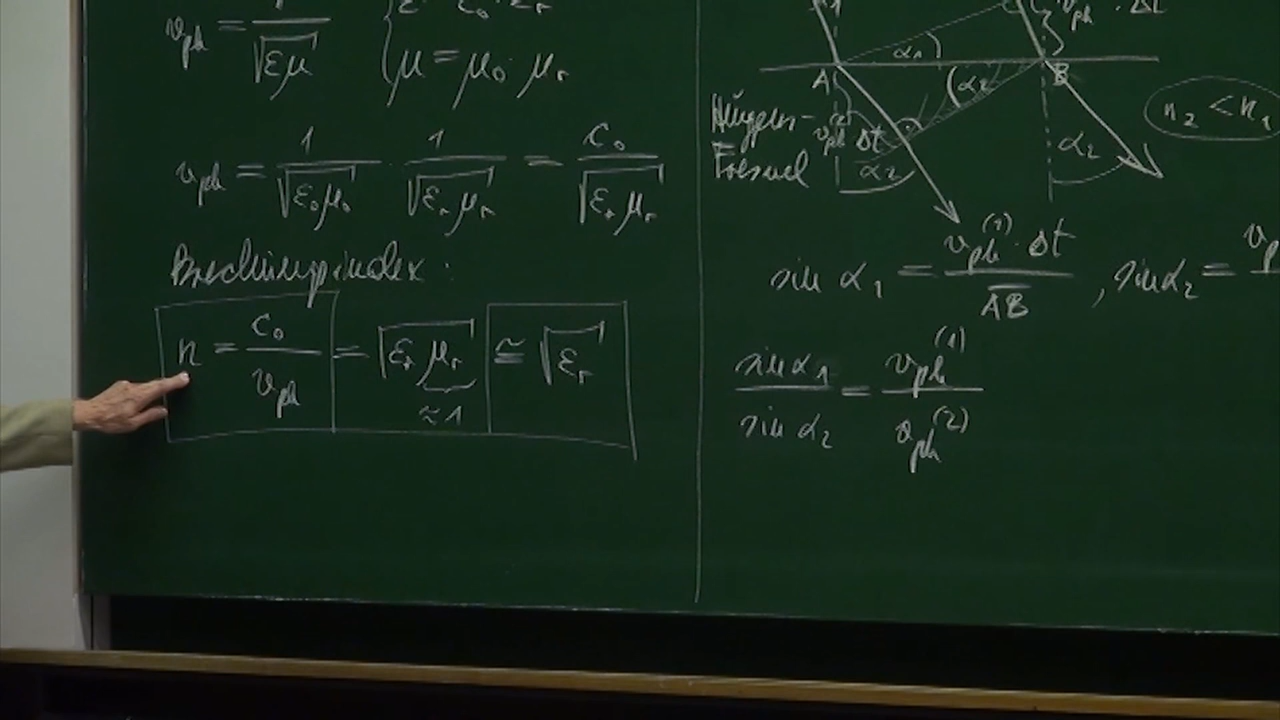 v_ph = 1/√(εμ) { ε = ε₀ · ε_r
μ = μ₀ · μ_r
v_ph = 1/√(ε₀μ₀) · 1/√(ε_r μ_r) = c₀/√(ε_r μ_r)
Brechungsindex:
n = c₀/v_ph = √(ε_r μ_r) ≅ √ε_r
≈ 1
v_ph · Δt
α₁
A
B
α₂
n₂ < n₁
Huygens-
Fresnel
v_ph^(2) Δt
α₂
α₂
sin α₁ = v_ph^(1) · Δt / AB̅ , sin α₂ =
sin α₁ / sin α₂ = v_ph^(1) / v_ph^(2)